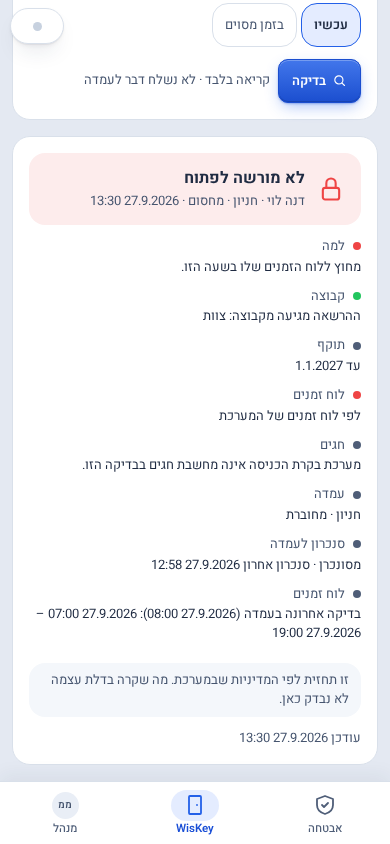 עכשיו
בזמן מסוים
בדיקה
קריאה בלבד · לא נשלח דבר לעמדה
לא מורשה לפתוח
דנה לוי · חניון · מחסום · 27.9.2026 13:30
למה
מחוץ ללוח הזמנים שלו בשעה הזו.
קבוצה
ההרשאה מגיעה מקבוצה: צוות
תוקף
עד 1.1.2027
לוח זמנים
לפי לוח זמנים של המערכת
חגים
מערכת בקרת הכניסה אינה מחשבת חגים בבדיקה הזו.
עמדה
חניון · מחוברת
סנכרון לעמדה
מסונכרן · סנכרון אחרון 27.9.2026 12:58
לוח זמנים
בדיקה אחרונה בעמדה (27.9.2026 08:00): 27.9.2026 07:00 –
27.9.2026 19:00
זו תחזית לפי המדיניות שבמערכת. מה שקרה בדלת עצמה
לא נבדק כאן.
עודכן 27.9.2026 13:30
אבטחה
WisKey
ממ
מנהל